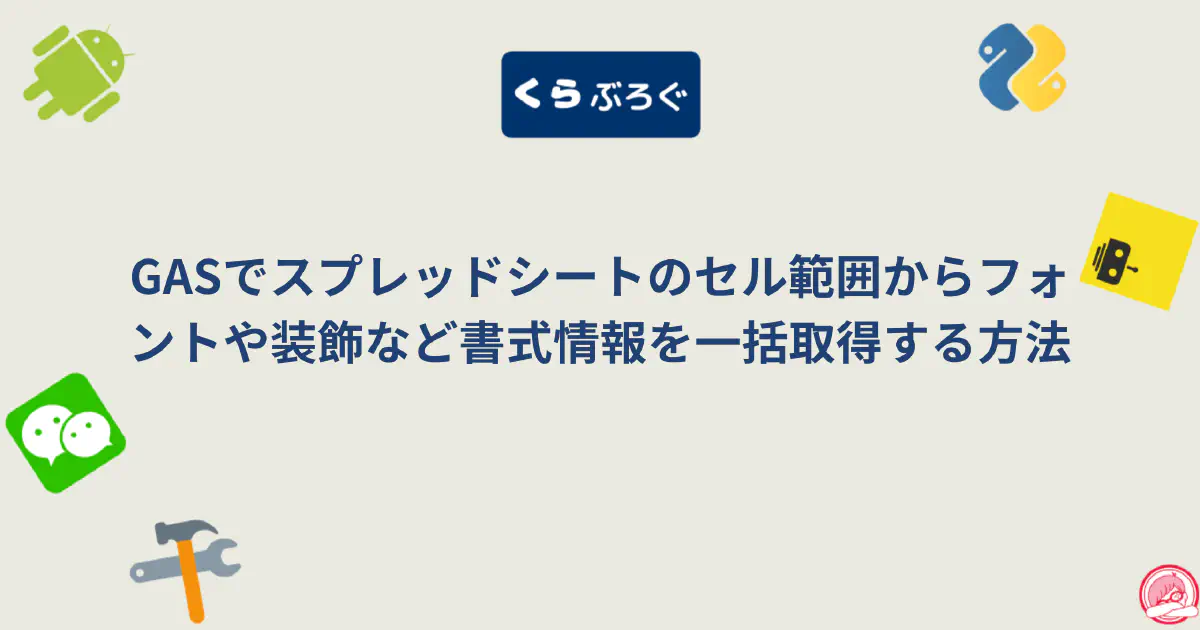 くらぶろぐ
GASでスプレッドシートのセル範囲からフォ
ントや装飾など書式情報を一括取得する方法